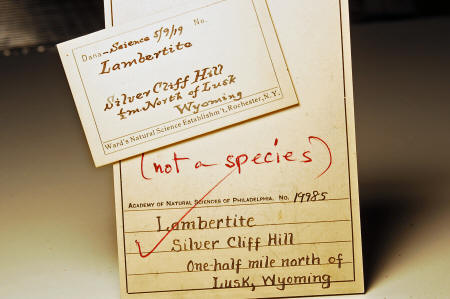 Dana-Science 5/9/19 No.
Lambertite
Silver Cliff Hill
½m North of Lusk
Wyoming
Ward's Natural Science Establishm't, Rochester, N.Y.
(not a species)
Academy of Natural Sciences of Philadelphia. No. 19985
Lambertite
Silver Cliff Hill
One-half mile north of
Lusk, Wyoming